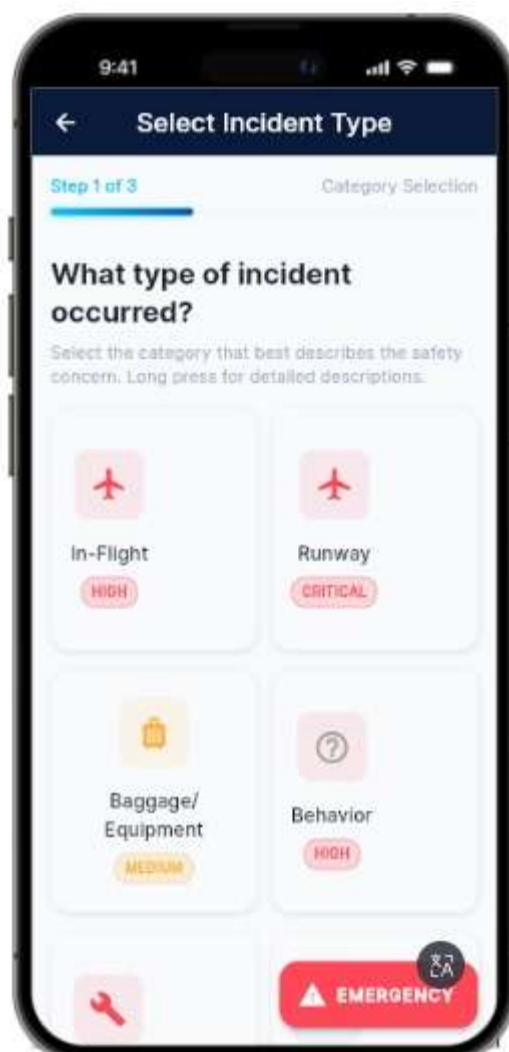 9:41
Select Incident Type
Step 1 of 3
Category Selection
What type of incident
occurred?
Select the category that best describes the safety
concern. Long press for detailed descriptions.
In-Flight
HIGH
Runway
CRITICAL
Baggage/
Equipment
MEDIUM
Behavior
HIGH
EMERGENCY